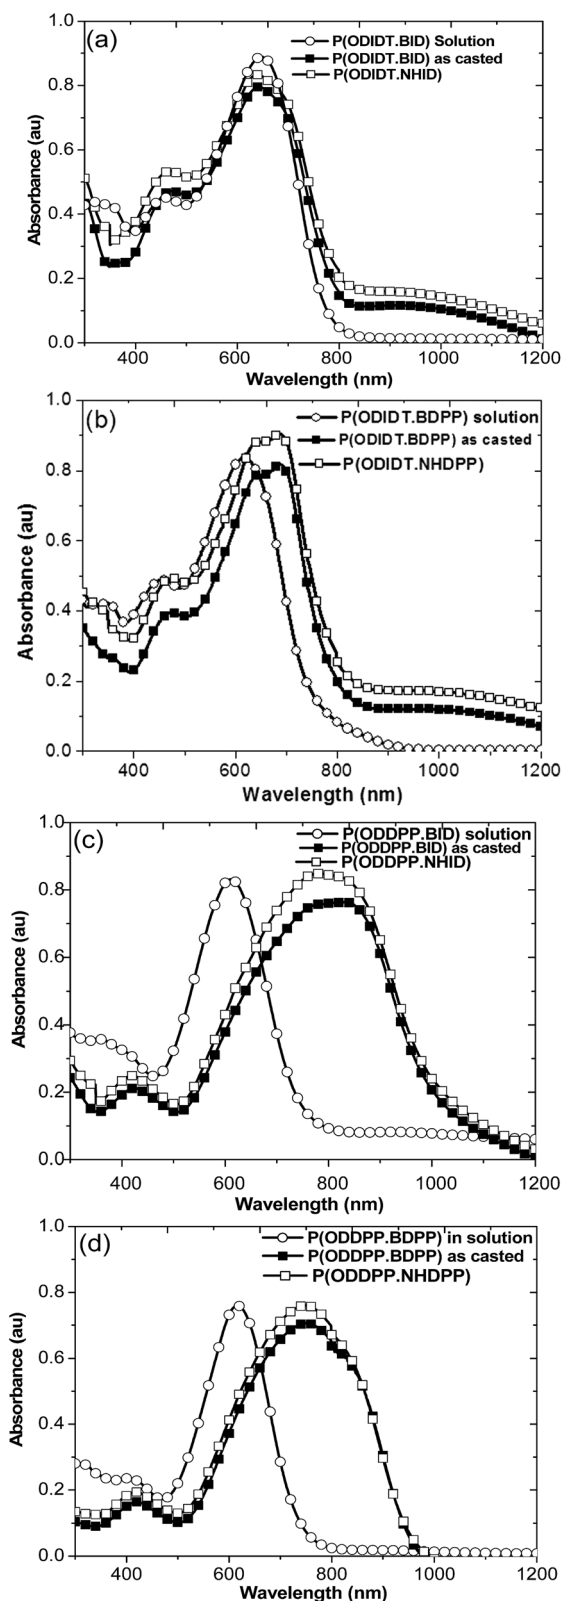 (a)
P(ODIDT.BID) Solution
P(ODIDT.BID) as casted
P(ODIDT.NHID)
Absorbance (au)
1.0
0.8
0.6
0.4
0.2
0.0
400 600 800 1000 1200
Wavelength (nm)
(b)
P(ODIDT.BDPP) solution
P(ODIDT.BDPP) as casted
P(ODIDT.NHDPP)
Absorbance (au)
1.0
0.8
0.6
0.4
0.2
0.0
400 600 800 1000 1200
Wavelength (nm)
(c)
P(ODDPP.BID) solution
P(ODDPP.BID) as casted
P(ODDPP.NHID)
Absorbance (au)
1.0
0.8
0.6
0.4
0.2
0.0
400 600 800 1000 1200
Wavelength (nm)
(d)
P(ODDPP.BDPP) in solution
P(ODDPP.BDPP) as casted
P(ODDPP.NHDPP)
Absorbance (au)
1.0
0.8
0.6
0.4
0.2
0.0
400 600 800 1000 1200
Wavelength (nm)